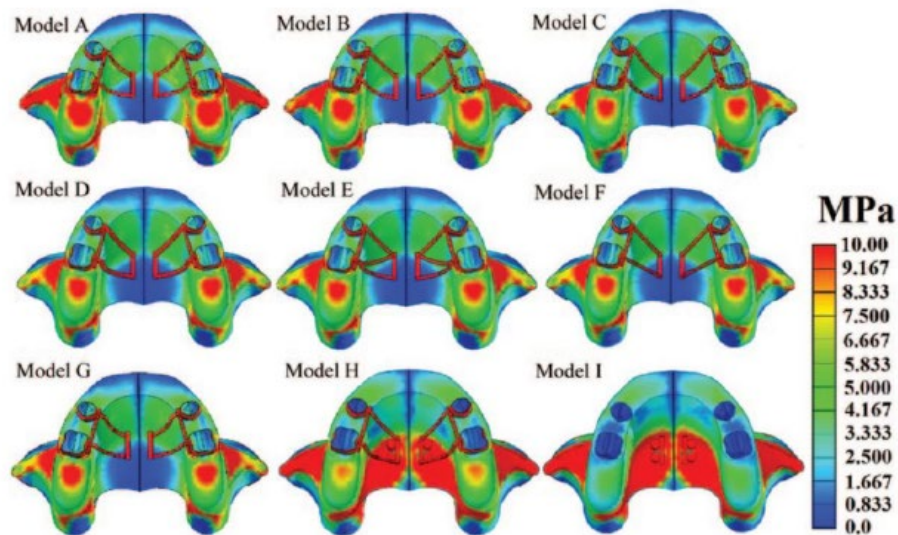 Model A
Model B
Model C
Model D
Model E
Model F
MPa
10.00
9.167
8.333
7.500
6.667
5.833
5.000
4.167
3.333
2.500
1.667
0.833
0.0
Model G
Model H
Model I